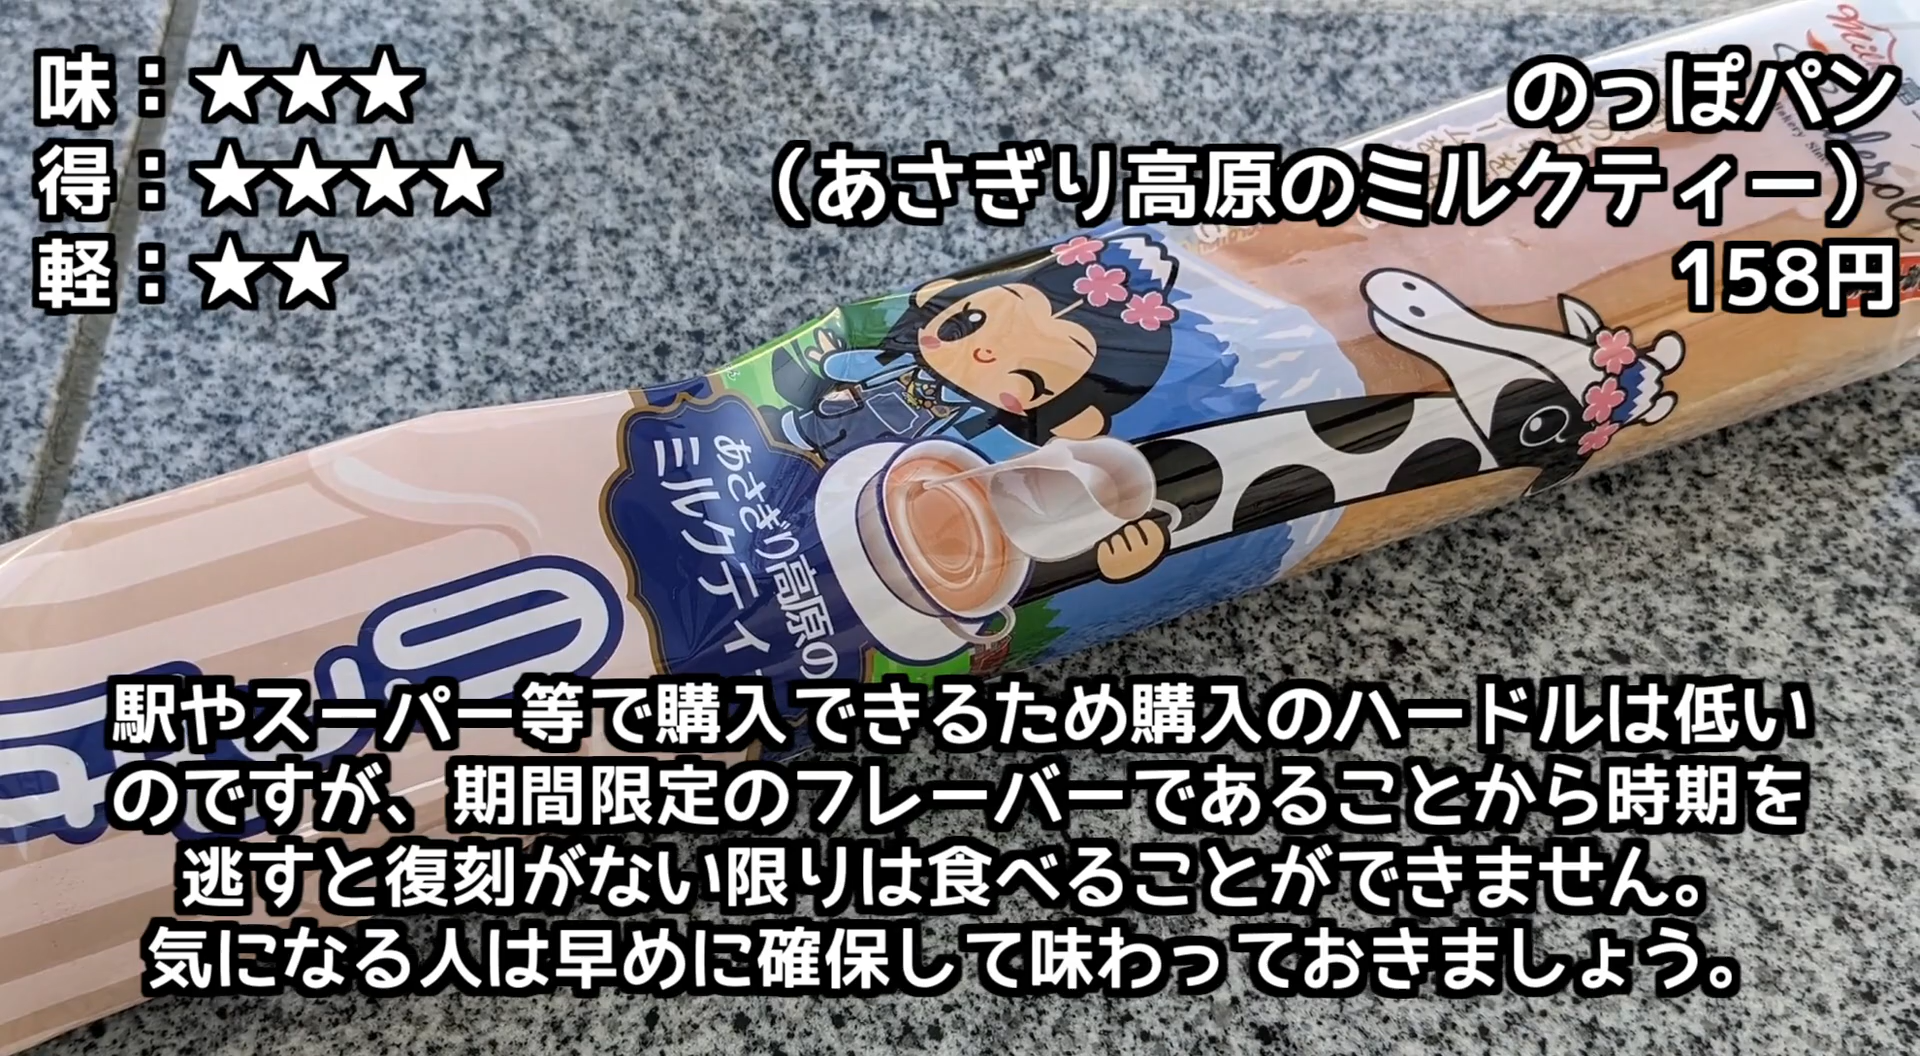 味：★★★
得：★★★★
軽：★★
のっぽパン
（あさぎり高原のミルクティー）
158円
あさぎり高原の
ミルクティー
駅やスーパー等で購入できるため購入のハードルは低い
のですが、期間限定のフレーバーであることから時期を
逃すと復刻がない限りは食べることができません。
気になる人は早めに確保して味わっておきましょう。